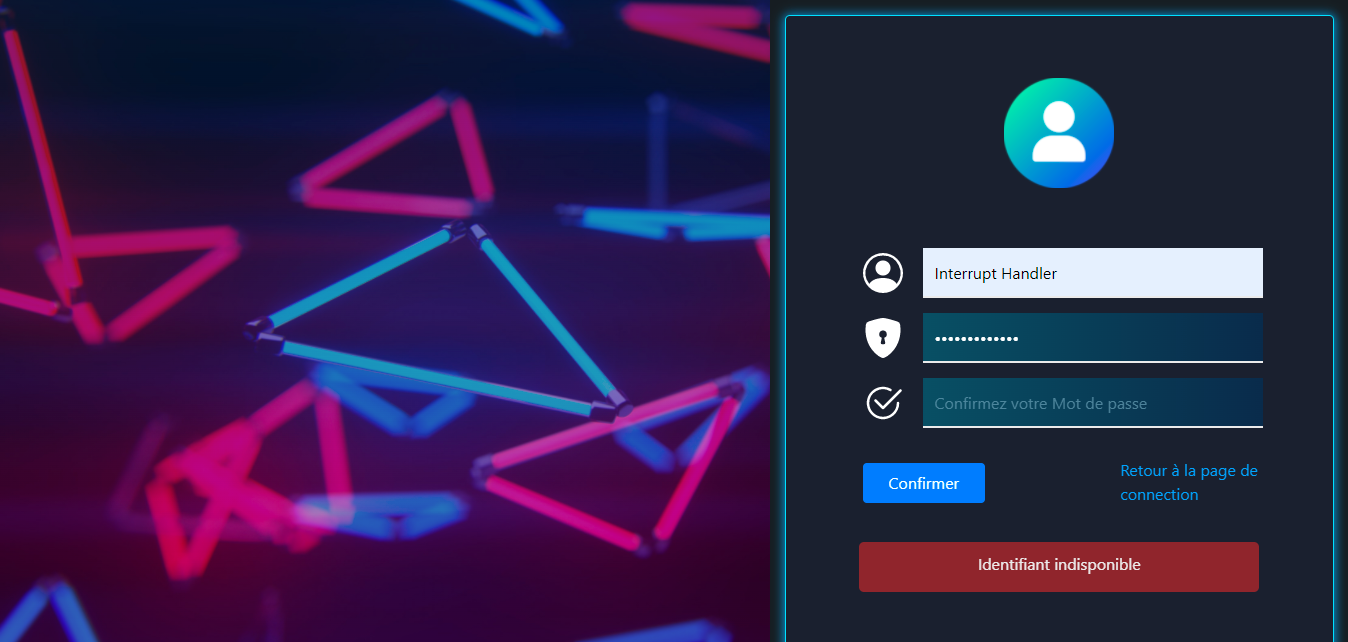 Interrupt Handler
•••••••••••••
Confirmez votre Mot de passe
Confirmer
Retour à la page de
connection
Identifiant indisponible